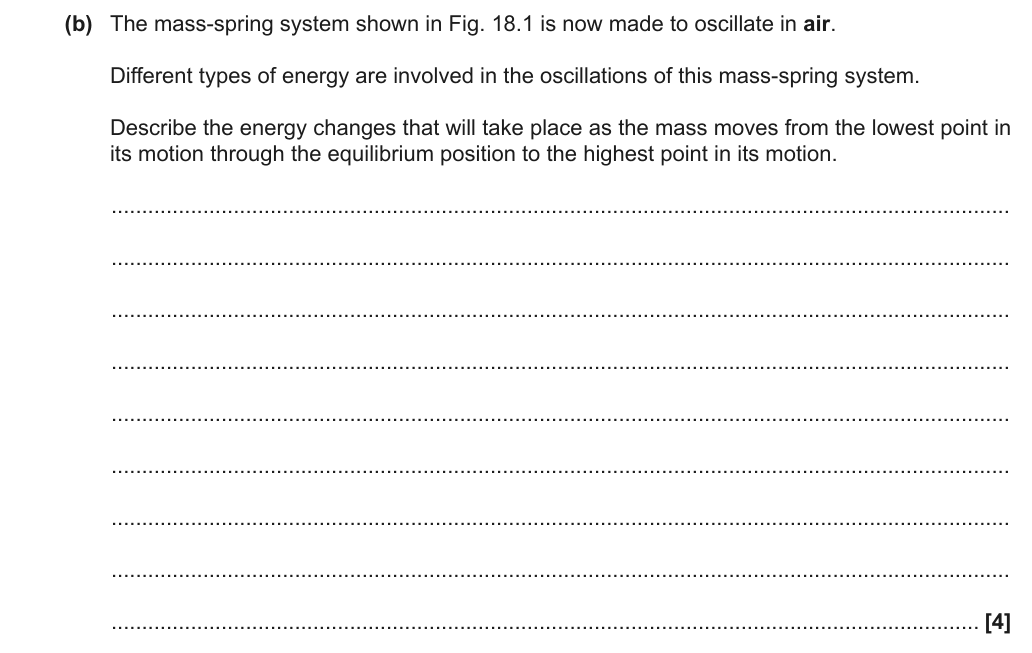 (b) The mass-spring system shown in Fig. 18.1 is now made to oscillate in air.
Different types of energy are involved in the oscillations of this mass-spring system.
Describe the energy changes that will take place as the mass moves from the lowest point in
its motion through the equilibrium position to the highest point in its motion.
[4]